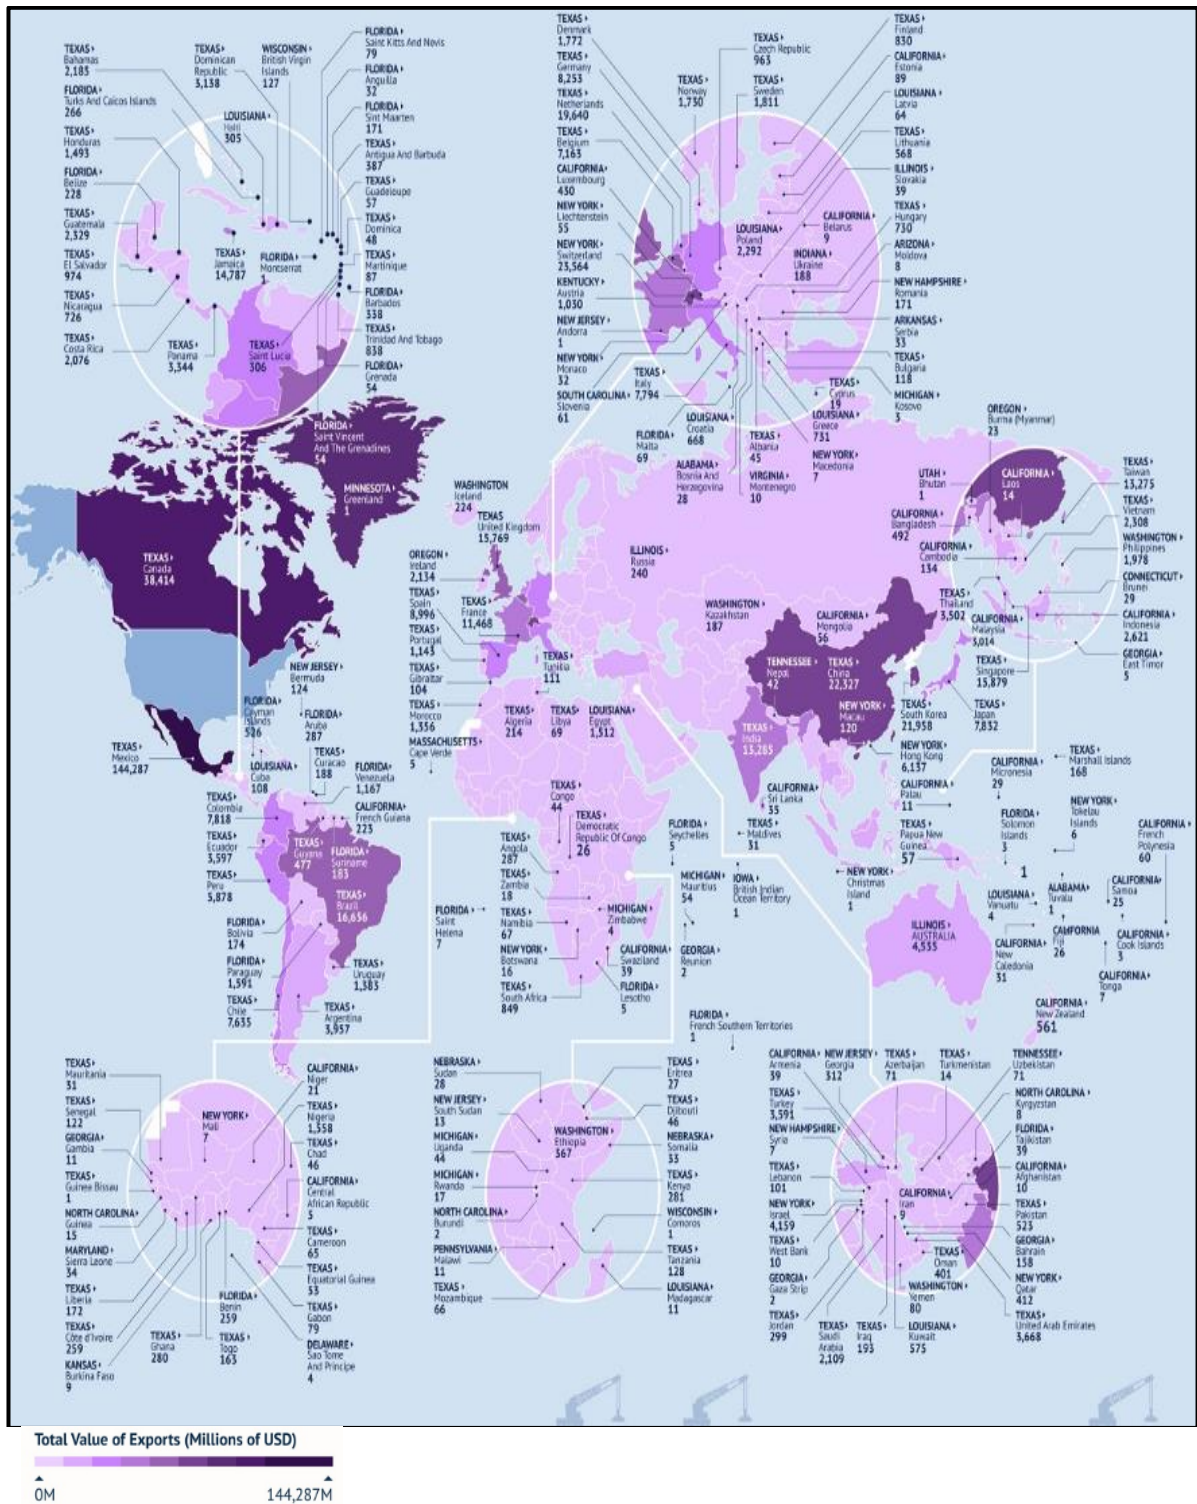 TEXAS
Bahamas
2,183
TEXAS
Dominican
Republic
3,138
WISCONSIN
British Virgin
Islands
127
FLORIDA
Saint Kitts And Nevis
79
FLORIDA
Anguilla
32
FLORIDA
Turks And Caicos Islands
266
LOUISIANA
Haiti
305
FLORIDA
Sint Maarten
171
TEXAS
Honduras
1,493
TEXAS
Antigua And Barbuda
387
FLORIDA
Belize
228
TEXAS
Guadeloupe
57
TEXAS
Guatemala
2,329
TEXAS
Dominica
48
TEXAS
El Salvador
974
TEXAS
Jamaica
14,787
FLORIDA
Montserrat
1
TEXAS
Martinique
87
TEXAS
Nicaragua
726
FLORIDA
Barbados
338
TEXAS
Costa Rica
2,076
TEXAS
Panama
3,344
TEXAS
Saint Lucia
306
TEXAS
Trinidad And Tobago
838
FLORIDA
Grenada
54
TEXAS
Denmark
1,772
TEXAS
Germany
8,253
TEXAS
Netherlands
19,640
TEXAS
Belgium
7,163
CALIFORNIA
Luxembourg
430
NEW YORK
Liechtenstein
55
NEW YORK
Switzerland
23,564
KENTUCKY
Austria
1,030
NEW JERSEY
Andorra
1
NEW YORK
Monaco
32
SOUTH CAROLINA
Slovenia
61
TEXAS
Norway
1,730
TEXAS
Czech Republic
963
TEXAS
Sweden
1,811
TEXAS
Finland
830
CALIFORNIA
Estonia
89
LOUISIANA
Latvia
64
TEXAS
Lithuania
568
ILLINOIS
Slovakia
39
TEXAS
Hungary
730
CALIFORNIA
Belarus
9
LOUISIANA
Poland
2,292
INDIANA
Ukraine
188
ARIZONA
Moldova
8
NEW HAMPSHIRE
Romania
171
ARKANSAS
Serbia
33
TEXAS
Bulgaria
118
MICHIGAN
Kosovo
3
TEXAS
Italy
7,794
TEXAS
Cyprus
19
LOUISIANA
Greece
731
LOUISIANA
Croatia
668
FLORIDA
Malta
69
TEXAS
Albania
45
NEW YORK
Macedonia
7
ALABAMA
Bosnia And
Herzegovina
28
VIRGINIA
Montenegro
10
FLORIDA
Saint Vincent
And The Grenadines
54
MINNESOTA
Greenland
1
TEXAS
Canada
38,414
WASHINGTON
Iceland
224
TEXAS
United Kingdom
15,769
OREGON
Ireland
2,134
TEXAS
Spain
8,996
TEXAS
France
11,468
TEXAS
Portugal
1,143
TEXAS
Gibraltar
104
TEXAS
Morocco
1,356
MASSACHUSETTS
Cape Verde
5
TEXAS
Tunisia
111
TEXAS
Algeria
214
TEXAS
Libya
69
LOUISIANA
Egypt
1,512
ILLINOIS
Russia
240
WASHINGTON
Kazakhstan
187
CALIFORNIA
Mongolia
56
TENNESSEE
Nepal
42
TEXAS
China
22,327
NEW YORK
Macau
120
TEXAS
India
13,285
OREGON
Burma (Myanmar)
23
UTAH
Bhutan
1
CALIFORNIA
Laos
14
CALIFORNIA
Bangladesh
492
CALIFORNIA
Cambodia
134
TEXAS
Taiwan
13,275
TEXAS
Vietnam
2,308
WASHINGTON
Philippines
1,978
CONNECTICUT
Brunei
29
CALIFORNIA
Indonesia
2,621
GEORGIA
East Timor
5
TEXAS
Thailand
3,502
CALIFORNIA
Malaysia
3,014
TEXAS
Singapore
15,879
TEXAS
South Korea
21,958
TEXAS
Japan
7,832
NEW YORK
Hong Kong
6,137
NEW JERSEY
Bermuda
124
FLORIDA
Cayman
Islands
526
FLORIDA
Aruba
287
TEXAS
Mexico
144,287
LOUISIANA
Cuba
108
TEXAS
Curacao
188
FLORIDA
Venezuela
1,167
CALIFORNIA
French Guiana
223
TEXAS
Colombia
7,818
TEXAS
Ecuador
3,597
TEXAS
Peru
5,878
TEXAS
Guyana
477
FLORIDA
Suriname
183
TEXAS
Brazil
16,656
FLORIDA
Bolivia
174
FLORIDA
Paraguay
1,591
TEXAS
Uruguay
1,383
TEXAS
Chile
7,635
TEXAS
Argentina
3,957
TEXAS
Congo
44
TEXAS
Democratic
Republic Of Congo
26
TEXAS
Angola
287
TEXAS
Zambia
18
TEXAS
Namibia
67
NEW YORK
Botswana
16
TEXAS
South Africa
849
MICHIGAN
Zimbabwe
4
CALIFORNIA
Swaziland
39
FLORIDA
Lesotho
5
FLORIDA
Saint
Helena
7
FLORIDA
Seychelles
5
MICHIGAN
Mauritius
54
GEORGIA
Reunion
2
CALIFORNIA
Sri Lanka
35
TEXAS
Maldives
31
IOWA
British Indian
Ocean Territory
1
FLORIDA
French Southern Territories
1
NEW YORK
Christmas
Island
1
CALIFORNIA
Palau
11
TEXAS
Papua New
Guinea
57
CALIFORNIA
Micronesia
29
TEXAS
Marshall Islands
168
FLORIDA
Solomon
Islands
3
NEW YORK
Tokelau
Islands
6
CALIFORNIA
French
Polynesia
60
1
LOUISIANA
Vanuatu
4
ALABAMA
Tuvalu
1
CALIFORNIA
Samoa
25
CALIFORNIA
Fiji
26
CALIFORNIA
Cook Islands
3
CALIFORNIA
New
Caledonia
31
CALIFORNIA
Tonga
7
ILLINOIS
AUSTRALIA
4,535
CALIFORNIA
New Zealand
561
TEXAS
Mauritania
31
TEXAS
Senegal
122
GEORGIA
Gambia
11
TEXAS
Guinea Bissau
1
NORTH CAROLINA
Guinea
15
MARYLAND
Sierra Leone
34
TEXAS
Liberia
172
TEXAS
Côte d'Ivoire
259
KANSAS
Burkina Faso
9
NEW YORK
Mali
7
CALIFORNIA
Niger
21
TEXAS
Nigeria
1,558
TEXAS
Chad
46
CALIFORNIA
Central
African Republic
5
TEXAS
Cameroon
65
TEXAS
Equatorial Guinea
53
TEXAS
Gabon
79
DELAWARE
Sao Tome
And Principe
4
FLORIDA
Benin
259
TEXAS
Ghana
280
TEXAS
Togo
163
NEBRASKA
Sudan
28
NEW JERSEY
South Sudan
13
MICHIGAN
Uganda
44
MICHIGAN
Rwanda
17
NORTH CAROLINA
Burundi
2
PENNSYLVANIA
Malawi
11
TEXAS
Mozambique
66
WASHINGTON
Ethiopia
567
TEXAS
Eritrea
27
TEXAS
Djibouti
46
NEBRASKA
Somalia
33
TEXAS
Kenya
281
WISCONSIN
Comoros
1
TEXAS
Tanzania
128
LOUISIANA
Madagascar
11
CALIFORNIA
Armenia
39
NEW JERSEY
Georgia
312
TEXAS
Azerbaijan
71
TEXAS
Turkmenistan
14
TENNESSEE
Uzbekistan
71
TEXAS
Turkey
3,591
NEW HAMPSHIRE
Syria
7
TEXAS
Lebanon
101
NEW YORK
Israel
4,159
TEXAS
West Bank
10
GEORGIA
Gaza Strip
2
TEXAS
Jordan
299
NORTH CAROLINA
Kyrgyzstan
8
FLORIDA
Tajikistan
39
CALIFORNIA
Afghanistan
10
TEXAS
Pakistan
523
GEORGIA
Bahrain
158
NEW YORK
Qatar
412
TEXAS
United Arab Emirates
3,668
CALIFORNIA
Iran
9
TEXAS
Oman
401
WASHINGTON
Yemen
80
TEXAS
Saudi
Arabia
2,109
TEXAS
Iraq
193
LOUISIANA
Kuwait
575
Total Value of Exports (Millions of USD)
0M
144,287M